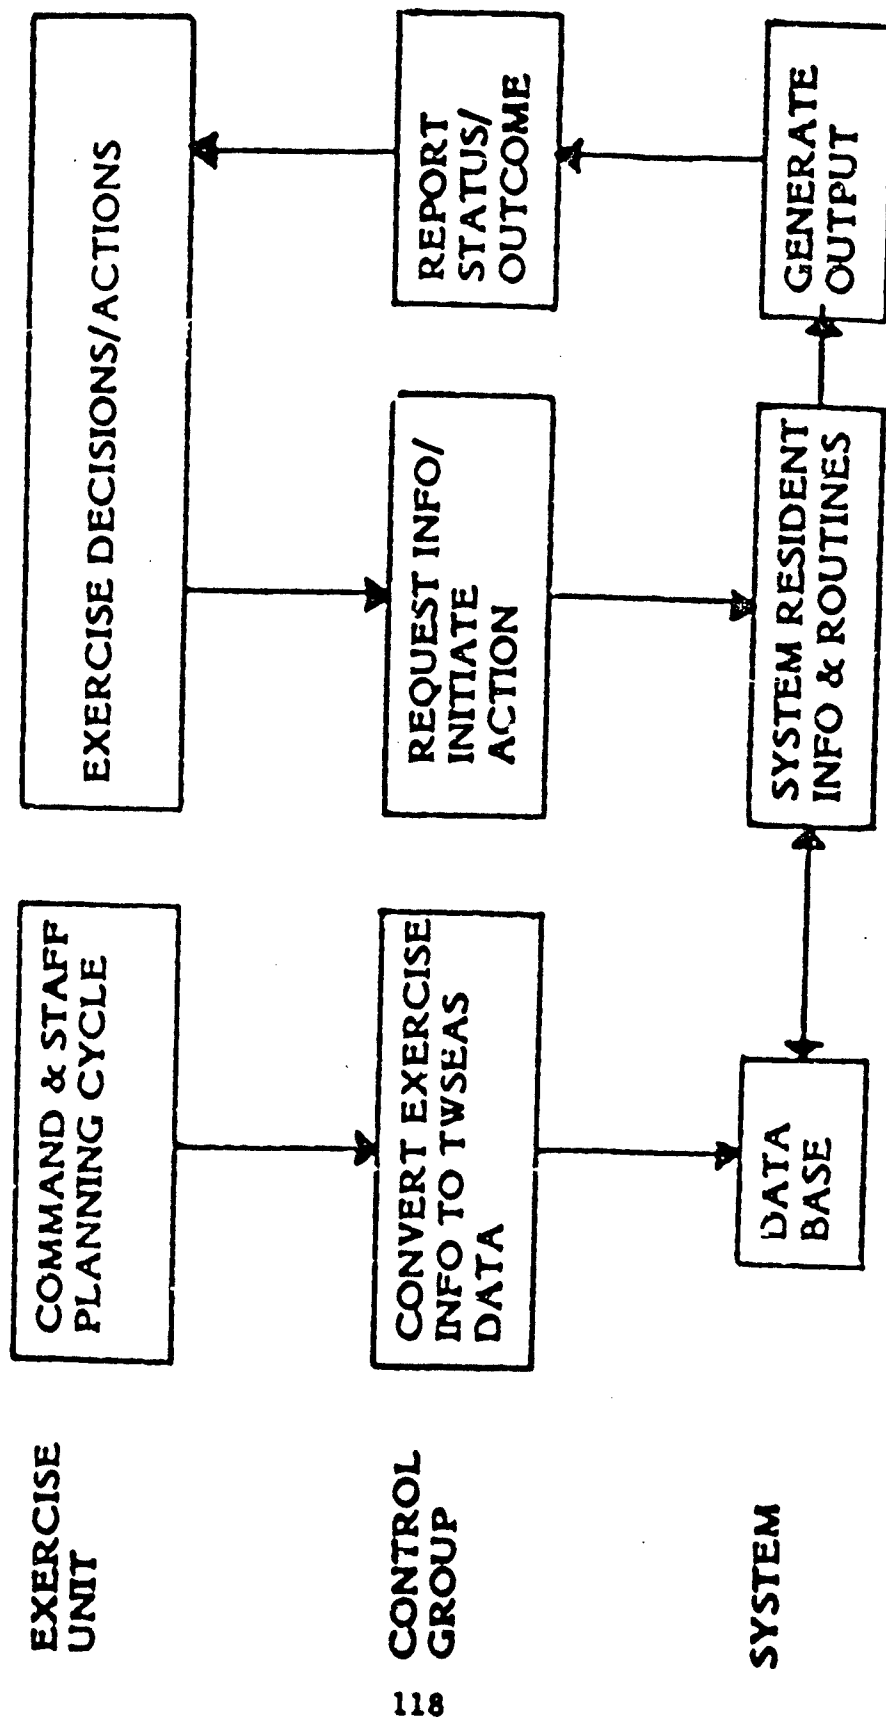 EXERCISE
UNIT
COMMAND & STAFF
PLANNING CYCLE
EXERCISE DECISIONS/ACTIONS
CONTROL
GROUP
CONVERT EXERCISE
INFO TO TWSEAS
DATA
REQUEST INFO/
INITIATE
ACTION
REPORT
STATUS/
OUTCOME
SYSTEM
DATA
BASE
SYSTEM RESIDENT
INFO & ROUTINES
GENERATE
OUTPUT
118